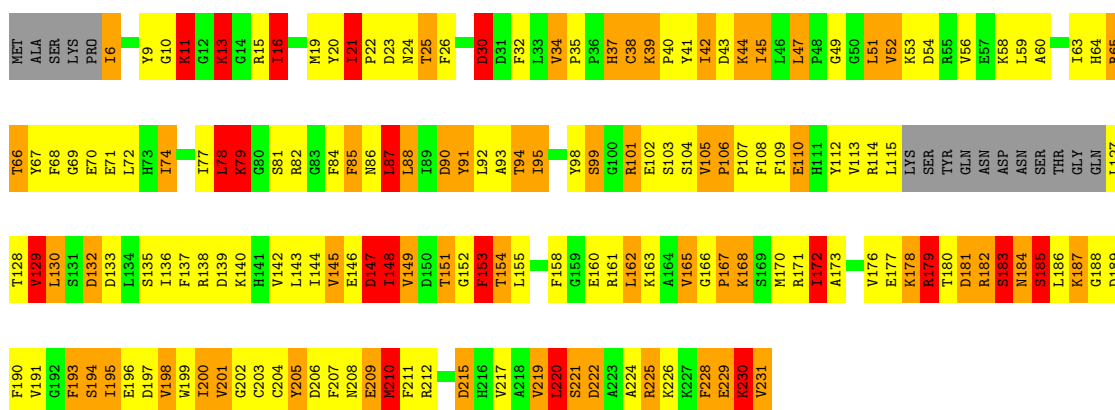 MET ALA SER LYS PRO I6 Y9 G10 K11 G12 K13 G14 R15 I16 M19 Y20 I21 P22 D23 N24 T25 F26 D30 D31 F32 L33 V34 P35 P36 H37 C38 K39 P40 Y41 I42 D43 K44 I45 L46 L47 P48 G49 G50 L51 V52 K53 D54 R55 V56 E57 K58 L59 A60 I63 H64 R65
T66 Y67 F68 G69 E70 E71 L72 H73 I74 I77 L78 K79 G80 S81 R82 G83 F84 F85 N86 L87 L88 I89 D90 Y91 L92 A93 T94 I95 Y98 S99 G100 R101 E102 S103 S104 V105 P106 P107 F108 F109 E110 H111 Y112 V113 R114 L115 LYS SER TYR GLN ASN ASP ASN SER THR GLY GLN L127
T128 V129 L130 S131 D132 D133 L134 S135 I136 F137 R138 D139 K140 H141 V142 L143 I144 V145 E146 D147 I148 V149 D150 T151 G152 F153 T154 L155 F158 G159 E160 R161 L162 K163 A164 V165 G166 P167 K168 S169 M170 R171 I172 A173 V176 E177 K178 R179 T180 D181 R182 S183 N184 S185 L186 K187 G188
F190 V191 G192 F193 S194 I195 E196 D197 V198 W199 I200 V201 G202 C203 C204 Y205 D206 F207 N208 E209 M210 F211 R212 D215 H216 V217 A218 V219 L220 S221 D222 A223 A224 R225 K226 K227 F228 E229 K230 V231